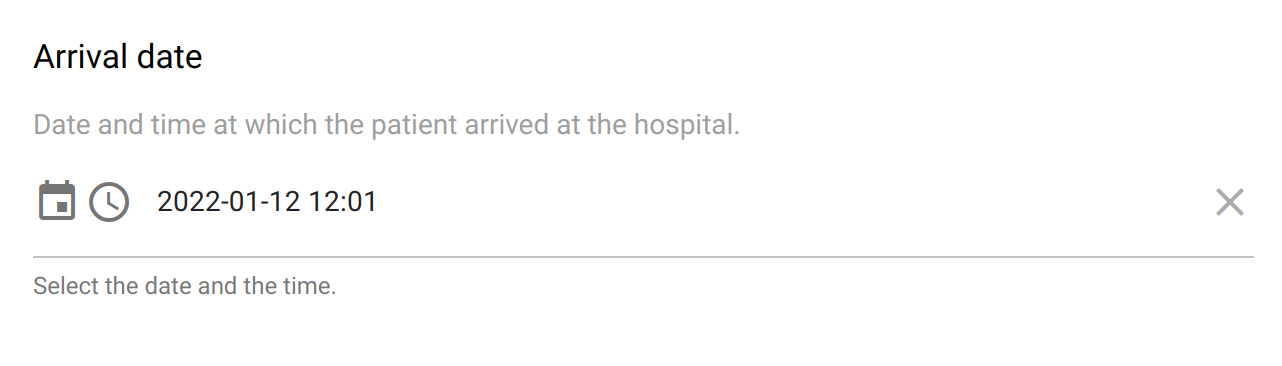 Arrival date
Date and time at which the patient arrived at the hospital.
2022-01-12 12:01
Select the date and the time.